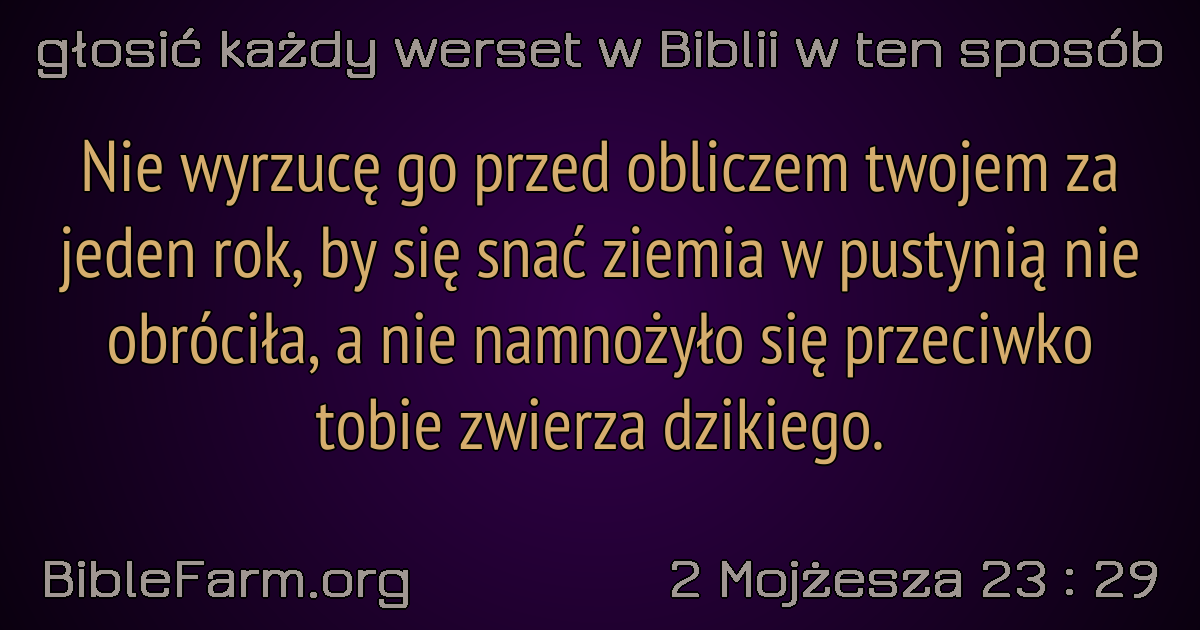 głosić każdy werset w Biblii w ten sposób
Nie wyrzucę go przed obliczem twojem za
jeden rok, by się snać ziemia w pustynią nie
obróciła, a nie namnożyło się przeciwko
tobie zwierza dzikiego.
BibleFarm.org
2 Mojżesza 23 : 29